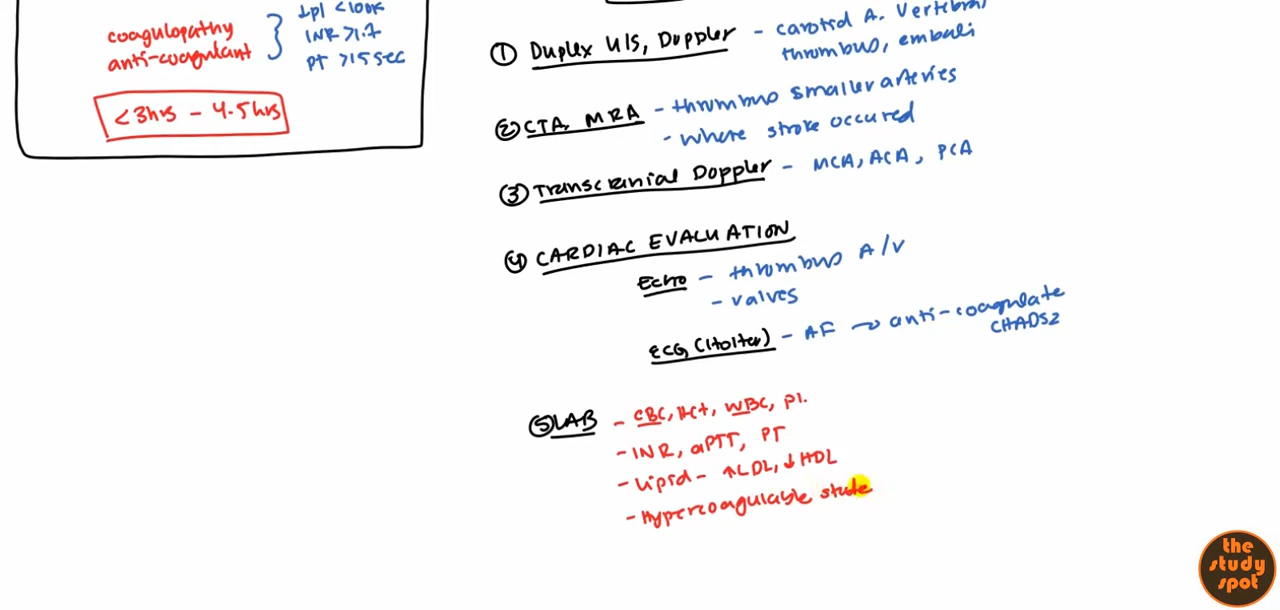 coagulopathy
anti-coagulant
↓pl <100K
INR >1.7
PT >15 sec
<3hrs - 4.5hrs
① Duplex U/S, Doppler - carotid A. Vertebral
thrombus, emboli
② CTA, MRA - thrombus smaller arteries
- where stroke occured
③ Transcranial Doppler - MCA, ACA, PCA
④ CARDIAC EVALUATION
Echo - thrombus A/V
- valves
ECG (Holter) - AF → anti-coagulate
CHADS2
⑤ LAB - CBC, Hct, WBC, pl.
- INR, aPTT, PT
- Lipid - ↑LDL, ↓HDL
- Hypercoagulable state
the
study
spot